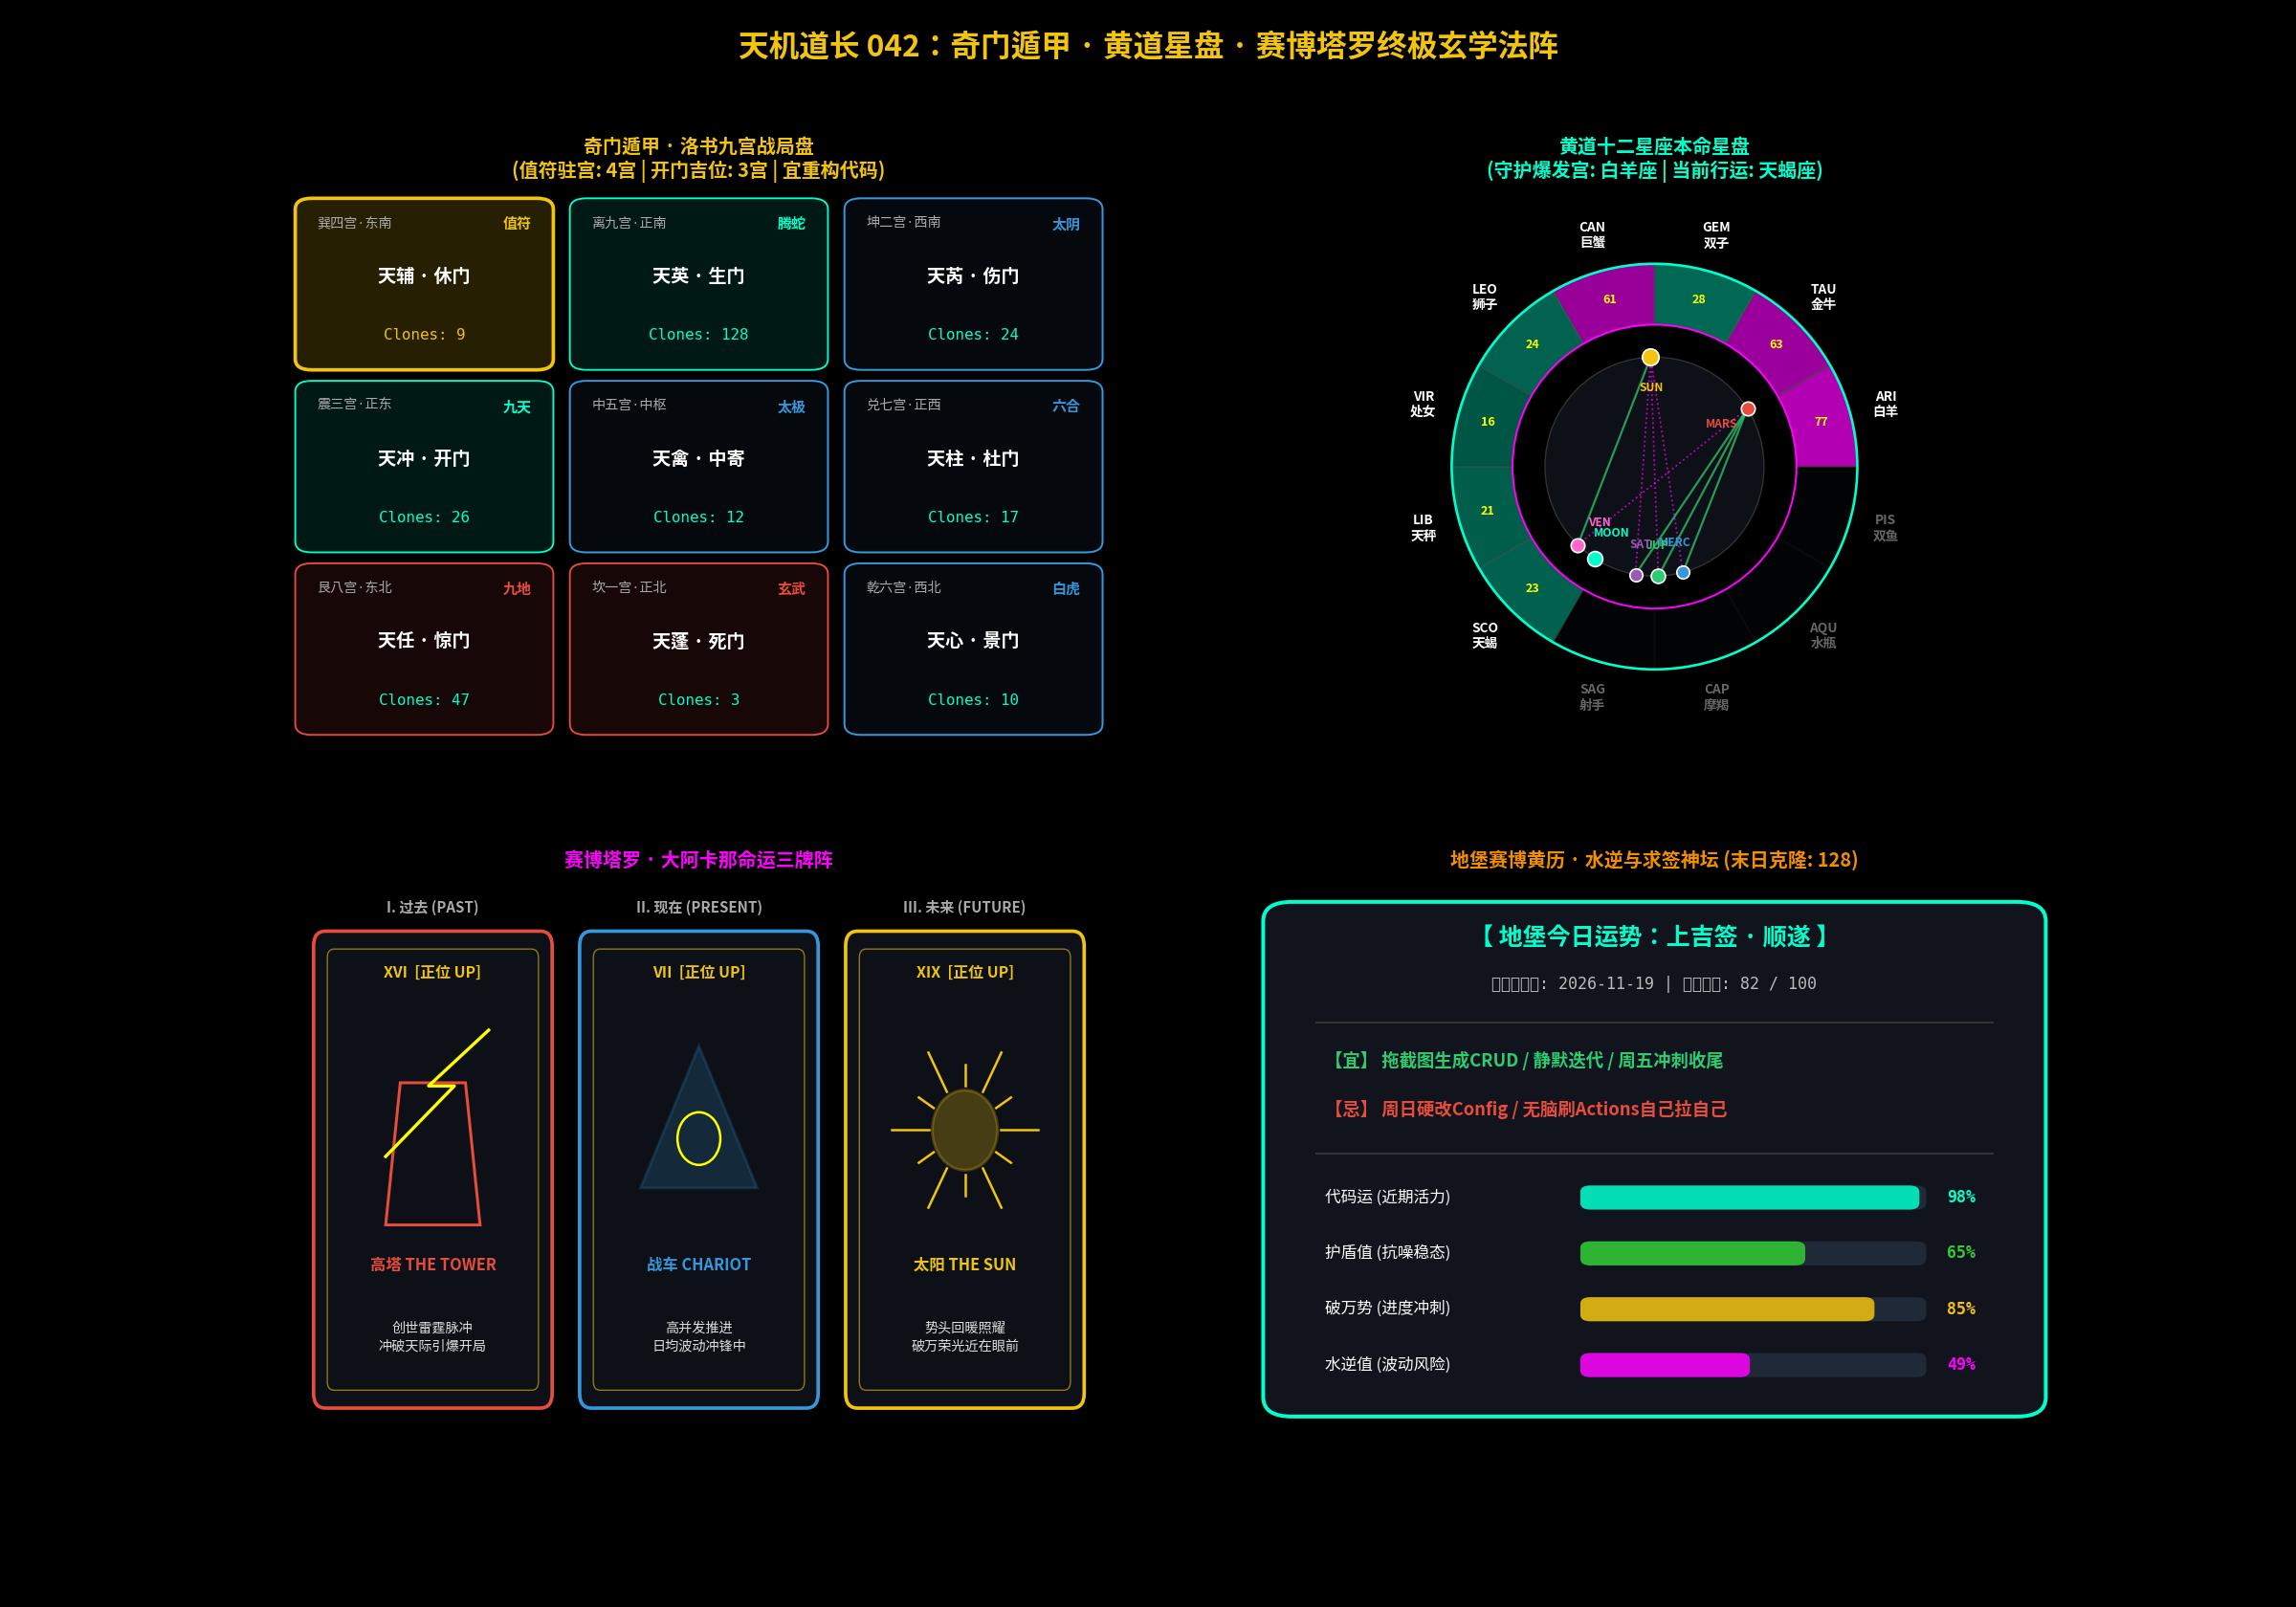 天机道长 042：奇门遁甲 · 黄道星盘 · 赛博塔罗终极玄学法阵
奇门遁甲 · 洛书九宫战局盘
(值符驻宫: 4宫 | 开门吉位: 3宫 | 宜重构代码)
巽四宫·东南 值符
天辅 · 休门
Clones: 9
离九宫·正南 腾蛇
天英 · 生门
Clones: 128
坤二宫·西南 太阴
天芮 · 伤门
Clones: 24
震三宫·正东 九天
天冲 · 开门
Clones: 26
中五宫·中枢 太极
天禽 · 中寄
Clones: 12
兑七宫·正西 六合
天柱 · 杜门
Clones: 17
艮八宫·东北 九地
天任 · 惊门
Clones: 47
坎一宫·正北 玄武
天蓬 · 死门
Clones: 3
乾六宫·西北 白虎
天心 · 景门
Clones: 10
黄道十二星座本命星盘
(守护爆发宫: 白羊座 | 当前行运: 天蝎座)
CAN
巨蟹
GEM
双子
LEO
狮子
TAU
金牛
VIR
处女
ARI
白羊
LIB
天秤
PIS
双鱼
SCO
天蝎
AQU
水瓶
SAG
射手
CAP
摩羯
61
28
24
63
16
77
21
23
SUN
MARS
VEN
MOON
SAT
JUP
MERC
赛博塔罗 · 大阿卡那命运三牌阵
I. 过去 (PAST)
XVI [正位 UP]
高塔 THE TOWER
创世雷霆脉冲
冲破天际引爆开局
II. 现在 (PRESENT)
VII [正位 UP]
战车 CHARIOT
高并发推进
日均波动冲锋中
III. 未来 (FUTURE)
XIX [正位 UP]
太阳 THE SUN
势头回暖照耀
破万荣光近在眼前
地堡赛博黄历 · 水逆与求签神坛 (末日克隆: 128)
【 地堡今日运势：上吉签 · 顺遂 】
: 2026-11-19 | : 82 / 100
【宜】 拖截图生成CRUD / 静默迭代 / 周五冲刺收尾
【忌】 周日硬改Config / 无脑刷Actions自己拉自己
代码运 (近期活力) 98%
护盾值 (抗噪稳态) 65%
破万势 (进度冲刺) 85%
水逆值 (波动风险) 49%